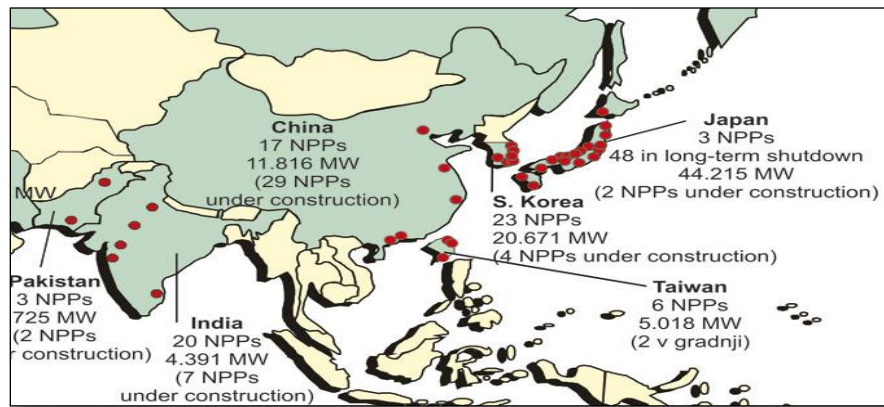 China
17 NPPs
11.816 MW
(29 NPPs
under construction)
Japan
3 NPPs
48 in long-term shutdown
44.215 MW
(2 NPPs under construction)
S. Korea
23 NPPs
20.671 MW
(4 NPPs under construction)
Taiwan
6 NPPs
5.018 MW
(2 v gradnji)
MW
Pakistan
3 NPPs
725 MW
(2 NPPs
r construction)
India
20 NPPs
4.391 MW
(7 NPPs
under construction)